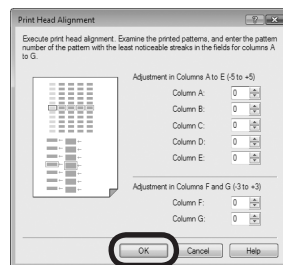 Print Head Alignment
Execute print head alignment. Examine the printed patterns, and enter the pattern
number of the pattern with the least noticeable streaks in the fields for columns A
to G.
Adjustment in Columns A to E (-5 to +5)
Column A: 0
Column B: 0
Column C: 0
Column D: 0
Column E: 0
Adjustment in Columns F and G (-3 to +3)
Column F: 0
Column G: 0
OK Cancel Help